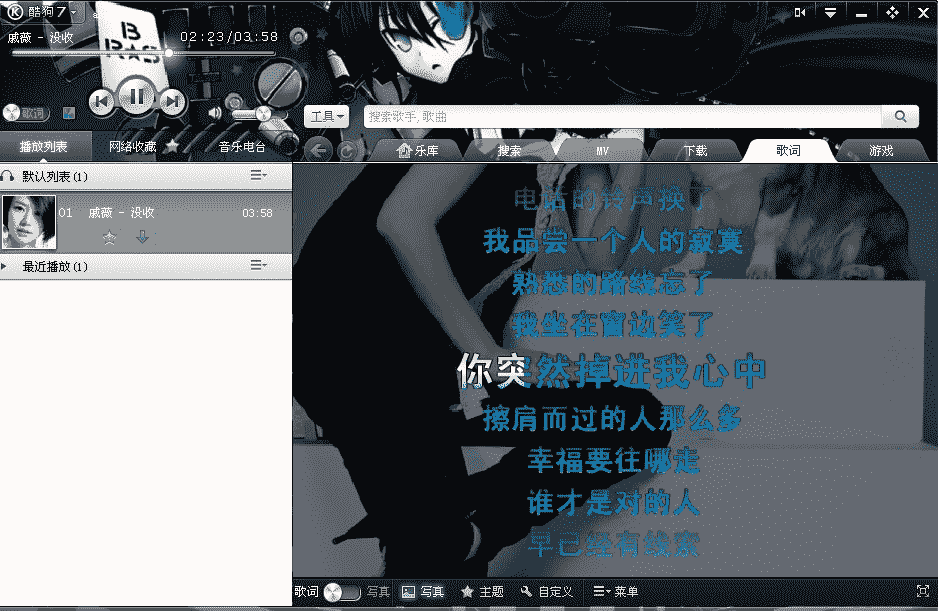 酷狗7
戚薇 - 没收
02:23/03:58
B
歌词
工具
搜索歌手, 歌曲
播放列表
网络收藏
音乐电台
乐库
搜索
MV
下载
歌词
游戏
默认列表(1)
01 戚薇 - 没收 03:58
最近播放(1)
电话的铃声换了
我品尝一个人的寂寞
熟悉的路线忘了
我坐在窗边笑了
你突然掉进我心中
擦肩而过的人那么多
幸福要往哪走
谁才是对的人
早已经有线索
歌词
写真
写真
主题
自定义
菜单